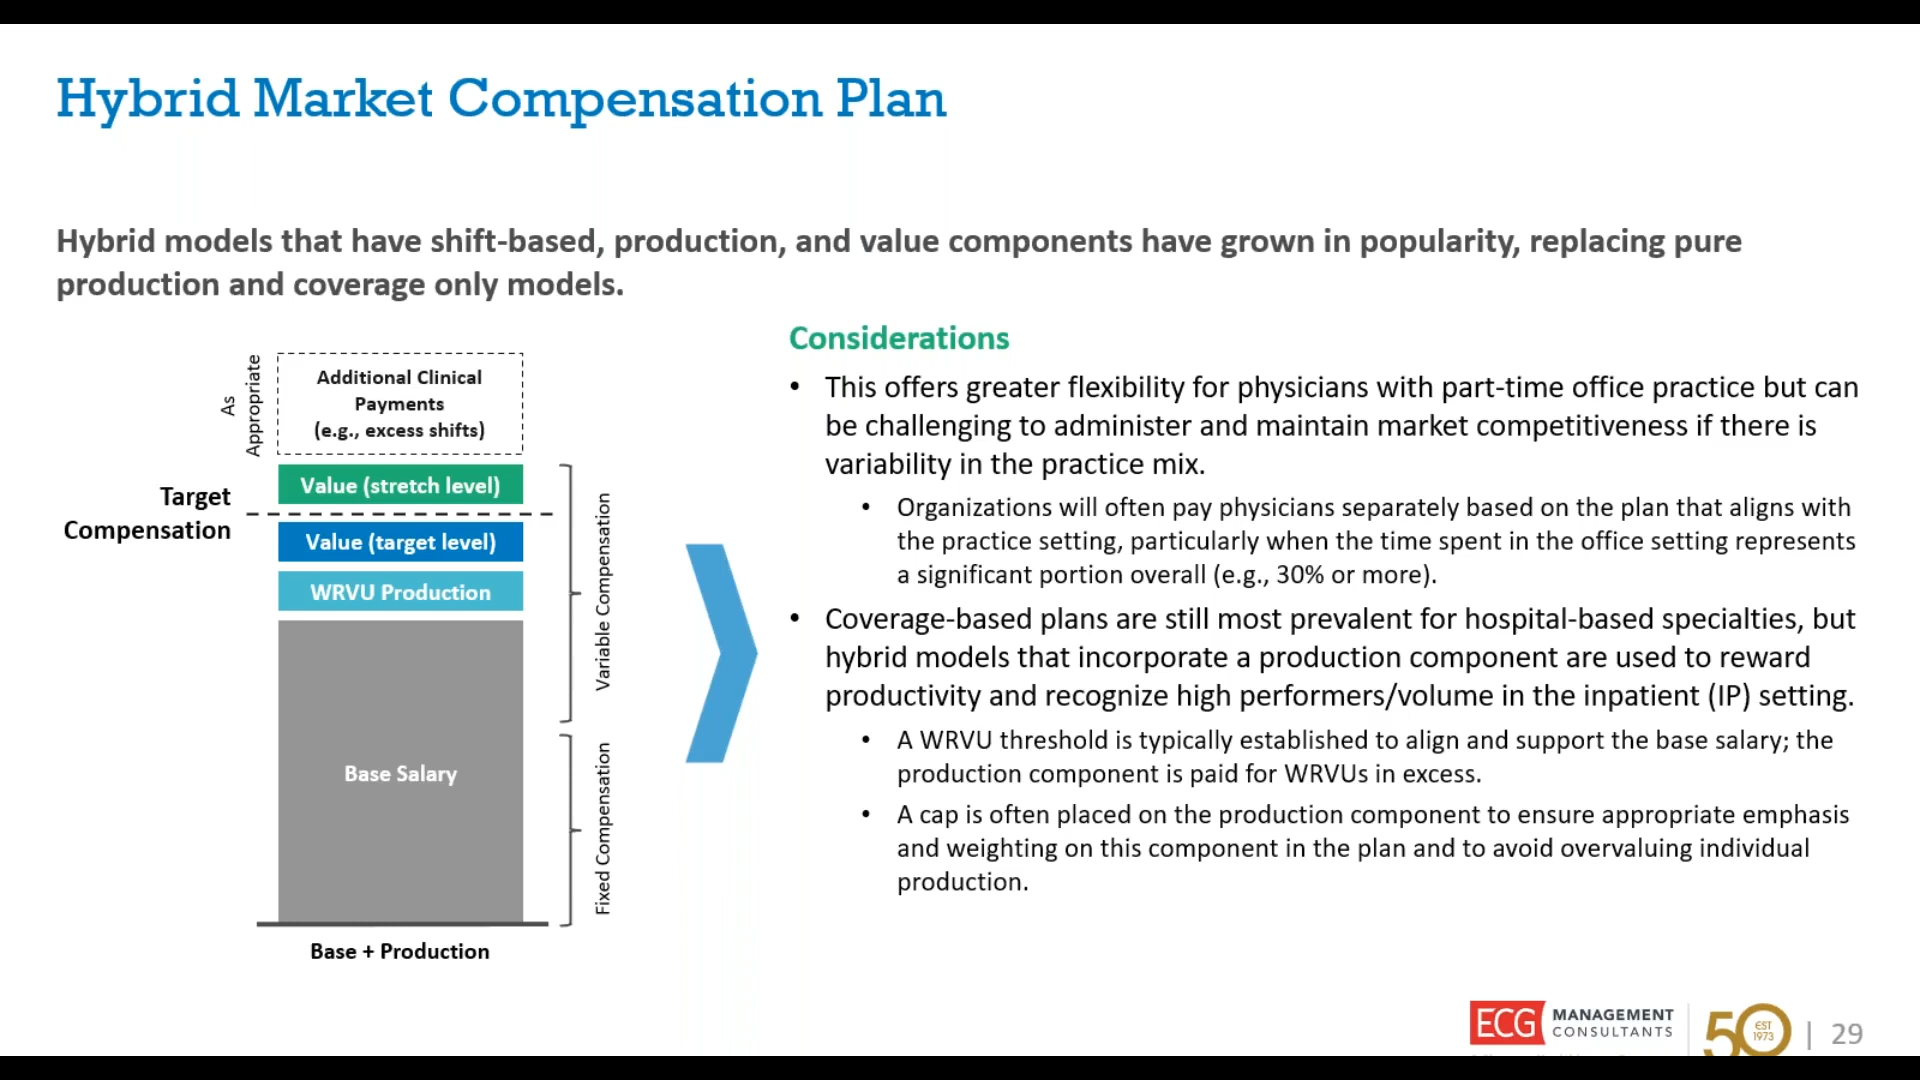 Hybrid Market Compensation Plan
Hybrid models that have shift-based, production, and value components have grown in popularity, replacing pure
production and coverage only models.
As
Appropriate
Additional Clinical
Payments
(e.g., excess shifts)
Value (stretch level)
Target
Compensation
Value (target level)
WRVU Production
Base Salary
Variable Compensation
Fixed Compensation
Base + Production
Considerations
• This offers greater flexibility for physicians with part-time office practice but can
be challenging to administer and maintain market competitiveness if there is
variability in the practice mix.
• Organizations will often pay physicians separately based on the plan that aligns with
the practice setting, particularly when the time spent in the office setting represents
a significant portion overall (e.g., 30% or more).
• Coverage-based plans are still most prevalent for hospital-based specialties, but
hybrid models that incorporate a production component are used to reward
productivity and recognize high performers/volume in the inpatient (IP) setting.
• A WRVU threshold is typically established to align and support the base salary; the
production component is paid for WRVUs in excess.
• A cap is often placed on the production component to ensure appropriate emphasis
and weighting on this component in the plan and to avoid overvaluing individual
production.
ECG MANAGEMENT
CONSULTANTS
50
EST
1973
| 29